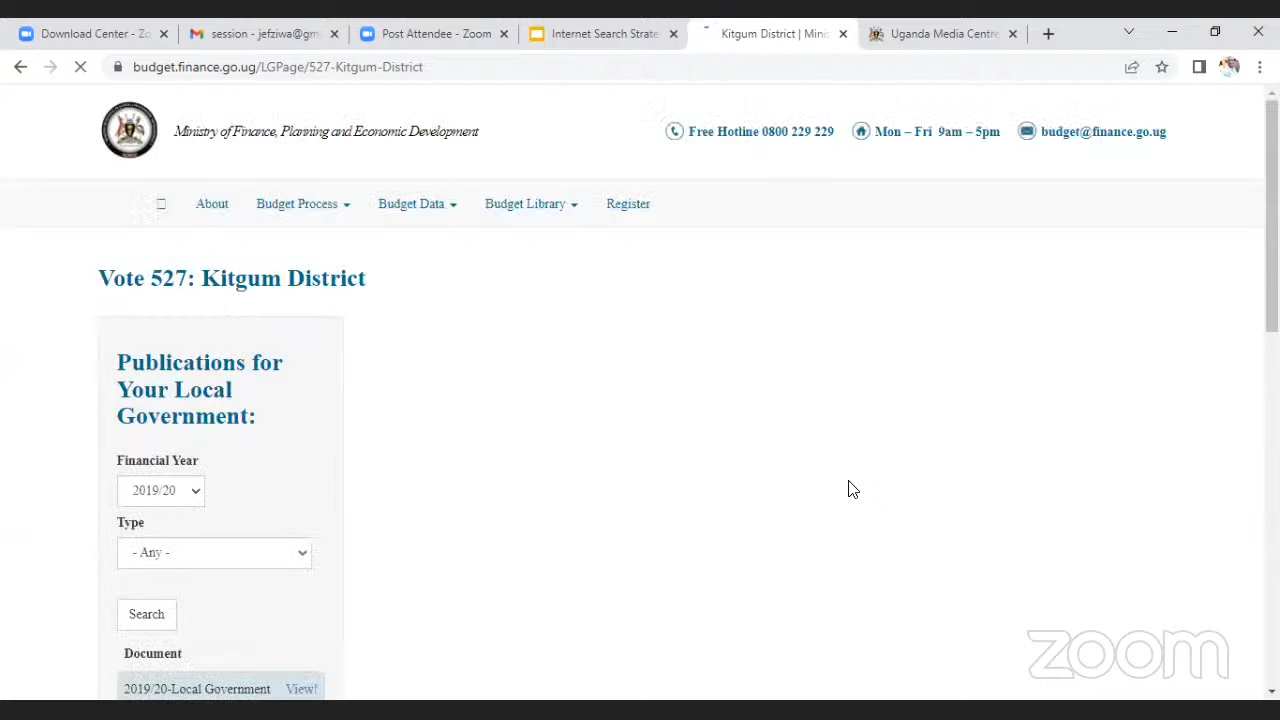 Download Center - Zo
session - jefziwa@gm
Post Attendee - Zoom
Internet Search Strate
Kitgum District | Minis
Uganda Media Centre
budget.finance.go.ug/LGPage/527-Kitgum-District
Ministry of Finance, Planning and Economic Development
Free Hotline 0800 229 229
Mon – Fri 9am – 5pm
budget@finance.go.ug
About
Budget Process
Budget Data
Budget Library
Register
Vote 527: Kitgum District
Publications for
Your Local
Government:
Financial Year
2019/20
Type
- Any -
Search
Document
2019/20-Local Government View!
zoom